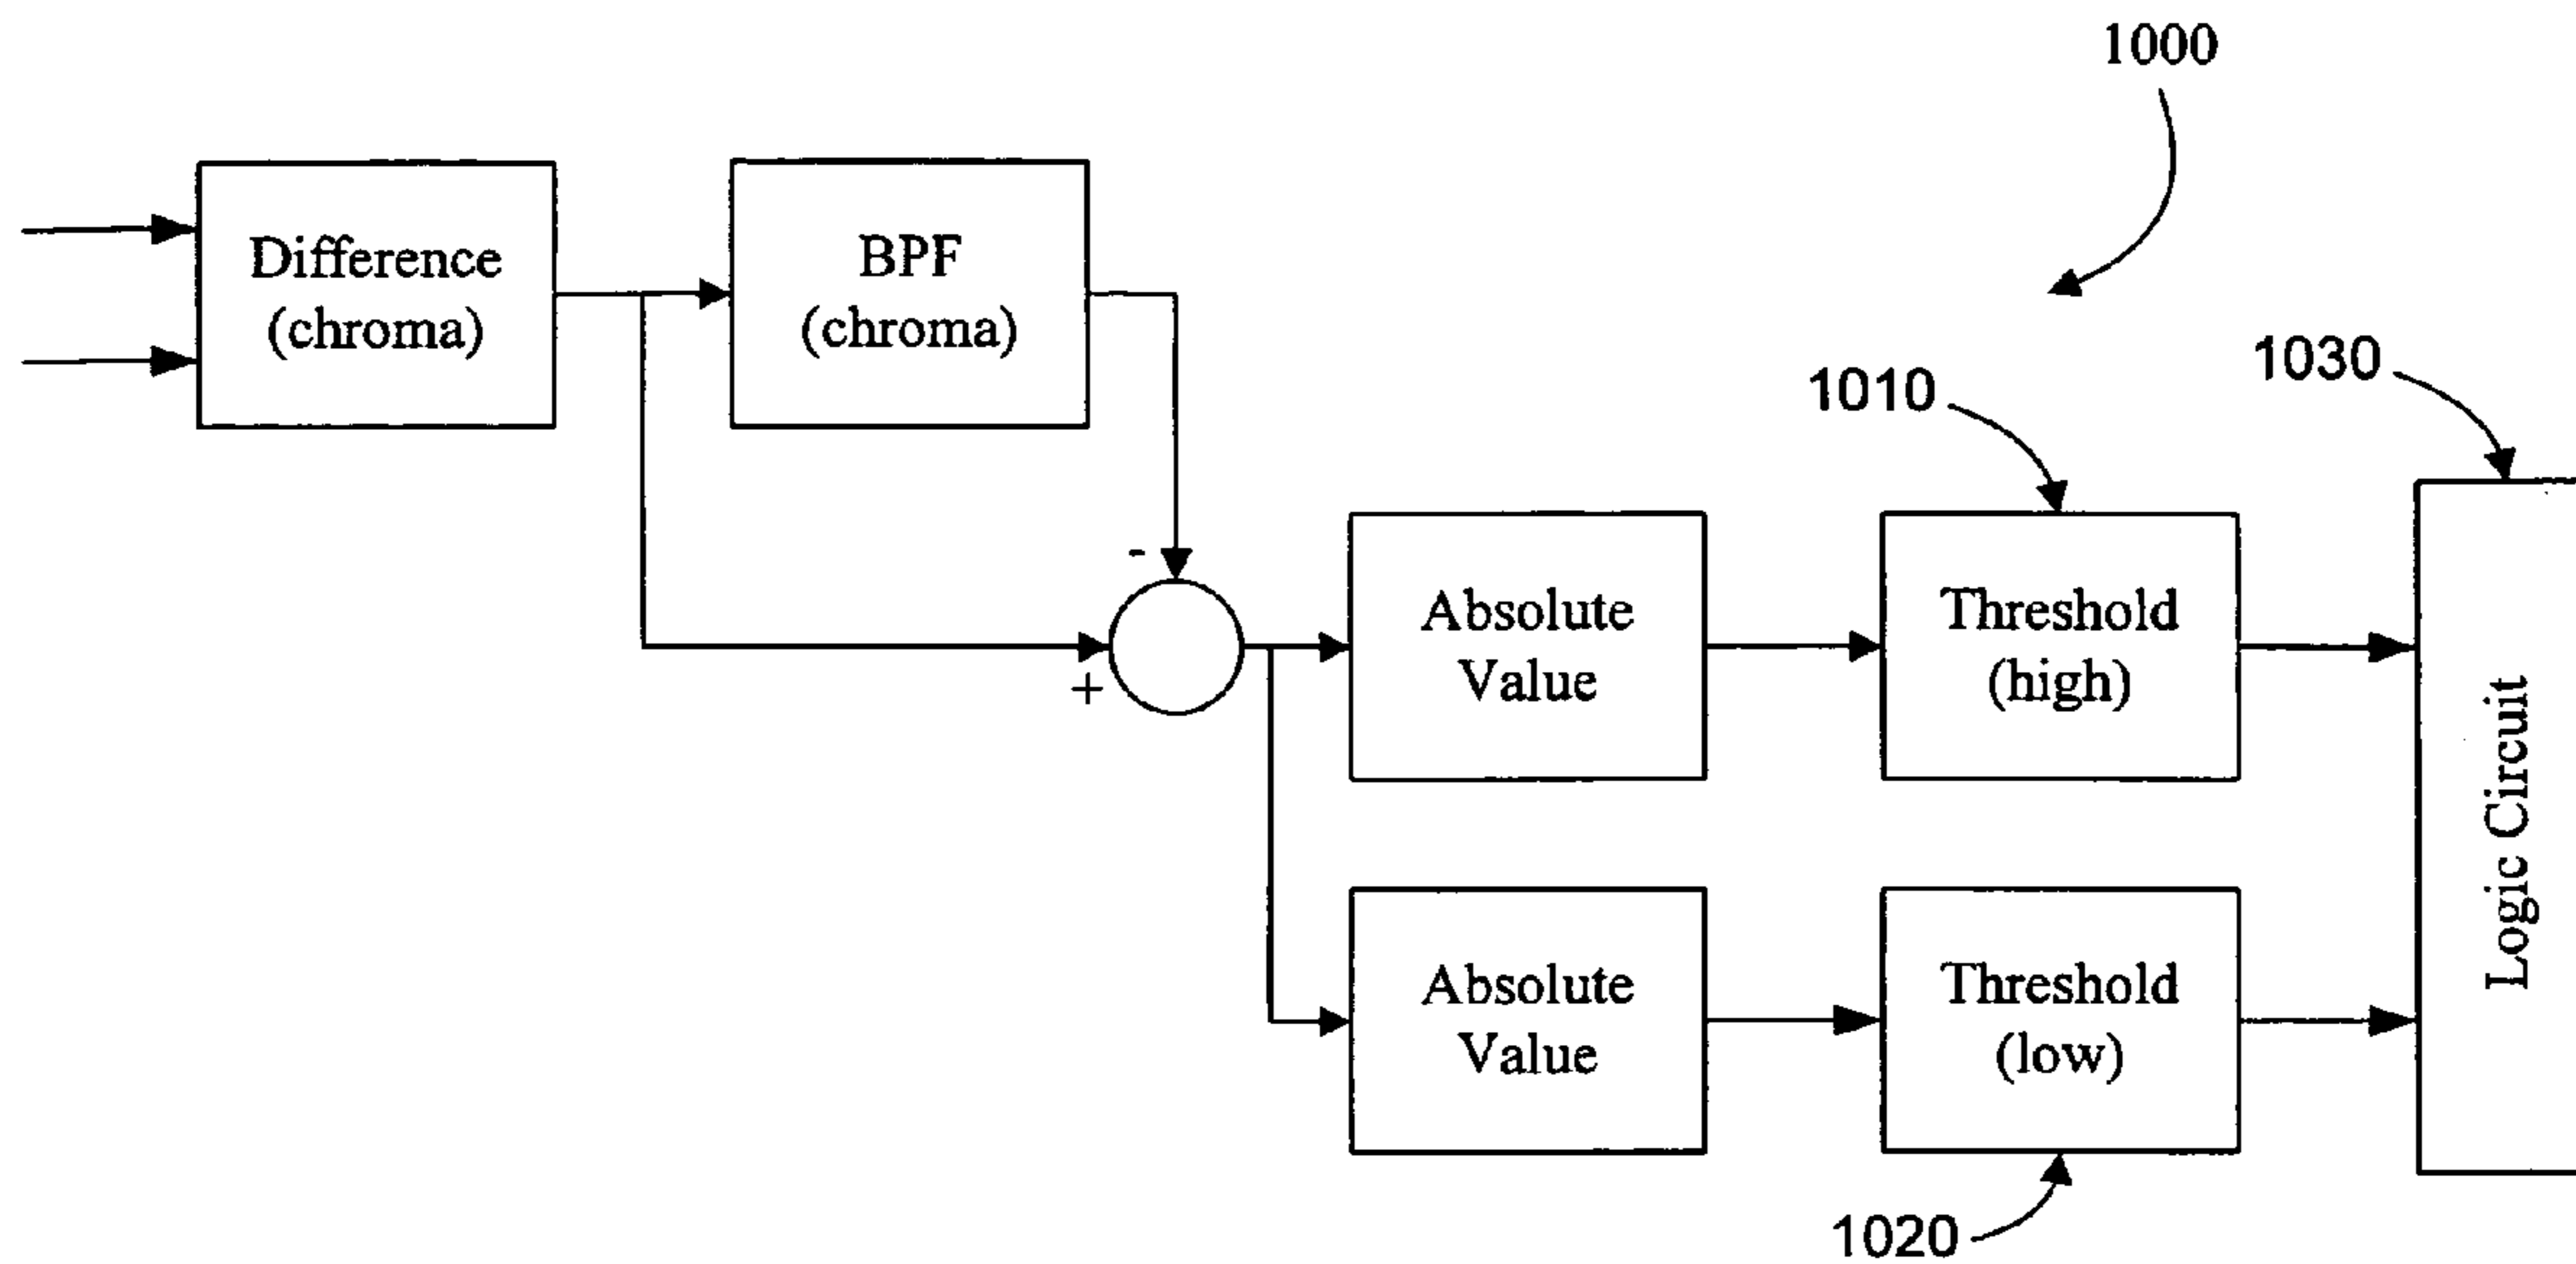 1000
Difference
(chroma)
BPF
(chroma)
1010
1030
-
+
Absolute
Value
Threshold
(high)
Logic Circuit
Absolute
Value
Threshold
(low)
1020